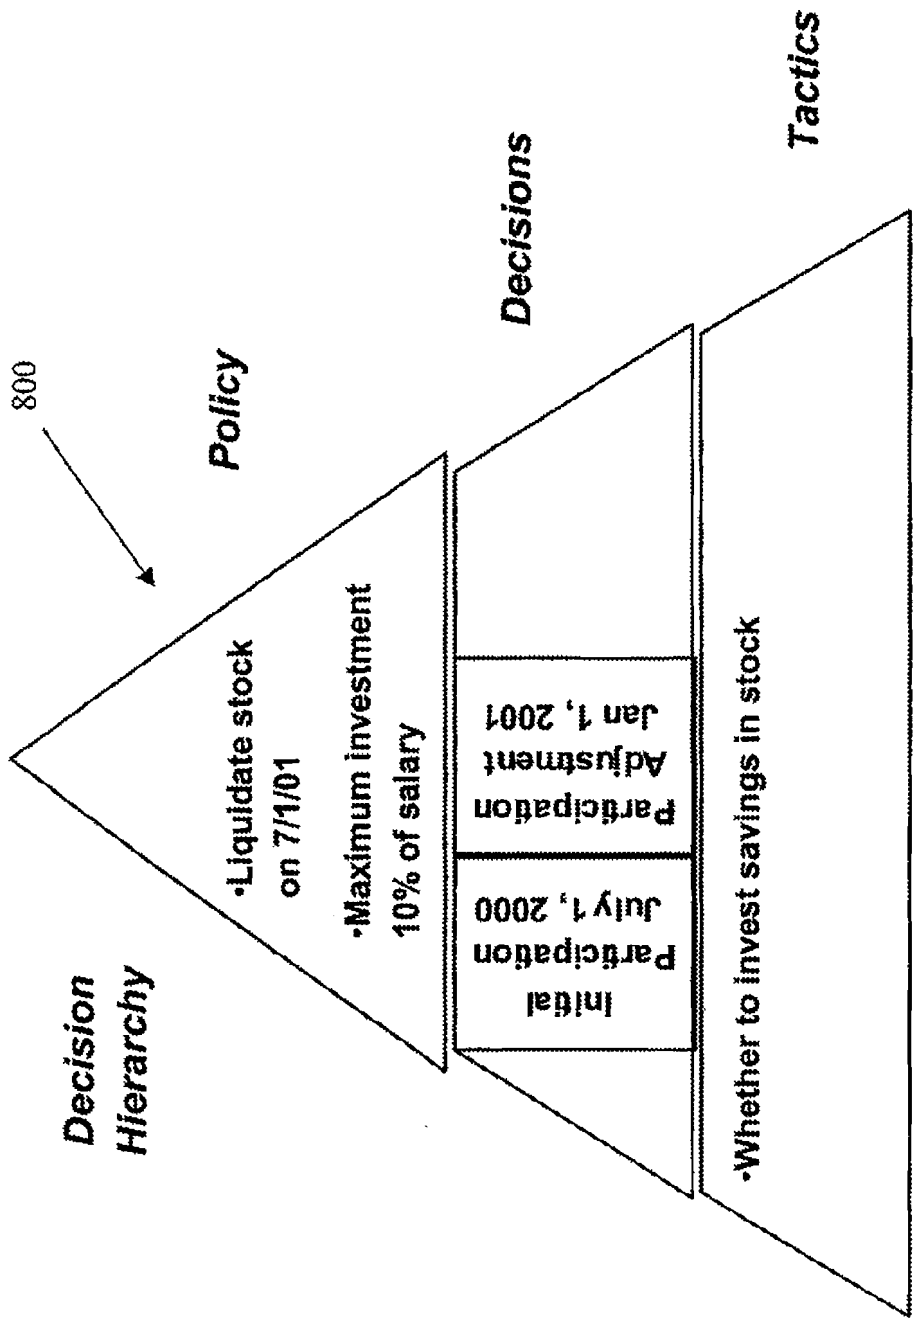 Decision
Hierarchy
800
Policy
•Liquidate stock
on 7/1/01
•Maximum investment
10% of salary
Decisions
Initial
Participation
July 1, 2000
Participation
Adjustment
Jan 1, 2001
Tactics
•Whether to invest savings in stock